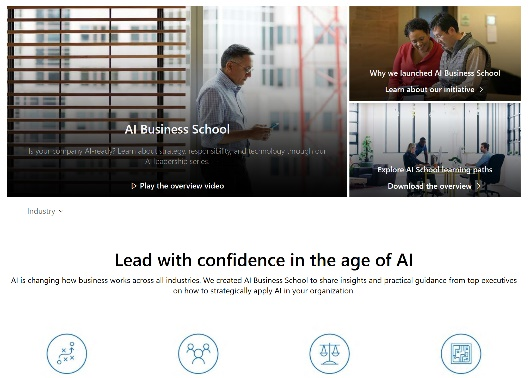 AI Business School
Is your company AI-ready? Learn about strategy, responsibility, and technology through our
AI leadership series.
Play the overview video
Why we launched AI Business School
Learn about our initiative
Explore AI School learning paths
Download the overview
Industry
Lead with confidence in the age of AI
AI is changing how business works across all industries. We created AI Business School to share insights and practical guidance from top executives
on how to strategically apply AI in your organization.